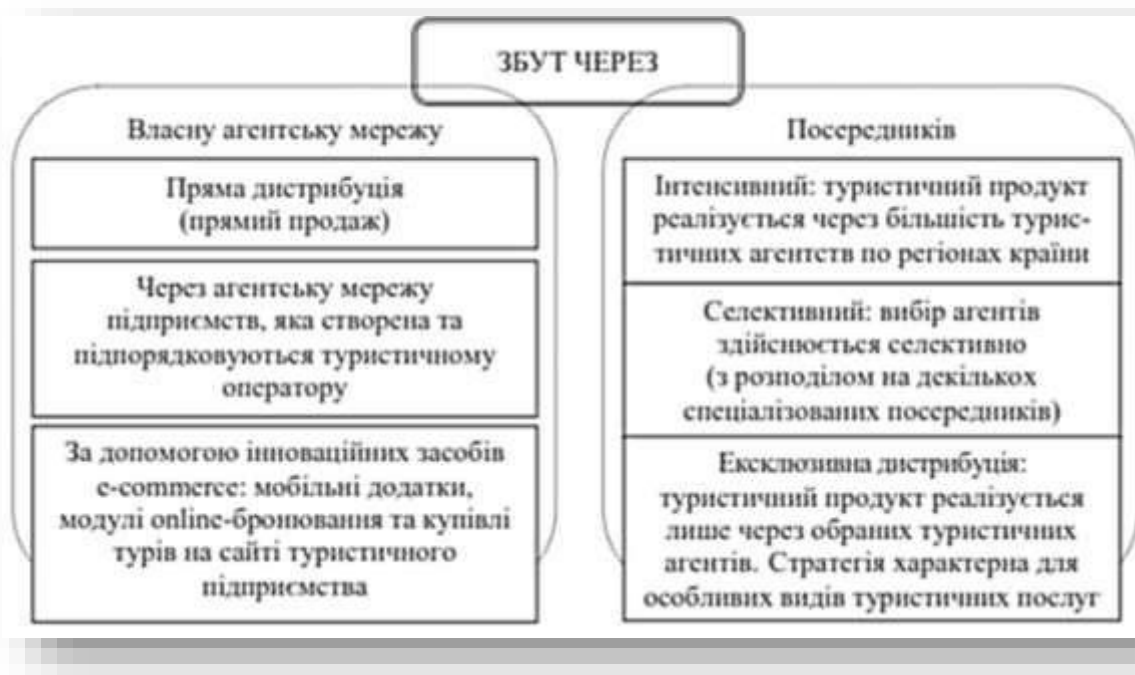 ЗБУТ ЧЕРЕЗ
Власну агентську мережу
Пряма дистрибуція
(прямий продаж)
Через агентську мережу
підприємств, яка створена та
підпорядковуються туристичному
оператору
За допомогою інноваційних засобів
e-commerce: мобільні додатки,
модулі online-бронювання та купівлі
турів на сайті туристичного
підприємства
Посередників
Інтенсивний: туристичний продукт
реалізується через більшість турис-
тичних агентств по регіонах країни
Селективний: вибір агентів
здійснюється селективно
(з розподілом на декількох
спеціалізованих посередників)
Ексклюзивна дистрибуція:
туристичний продукт реалізується
лише через обраних туристичних
агентів. Стратегія характерна для
особливих видів туристичних послуг